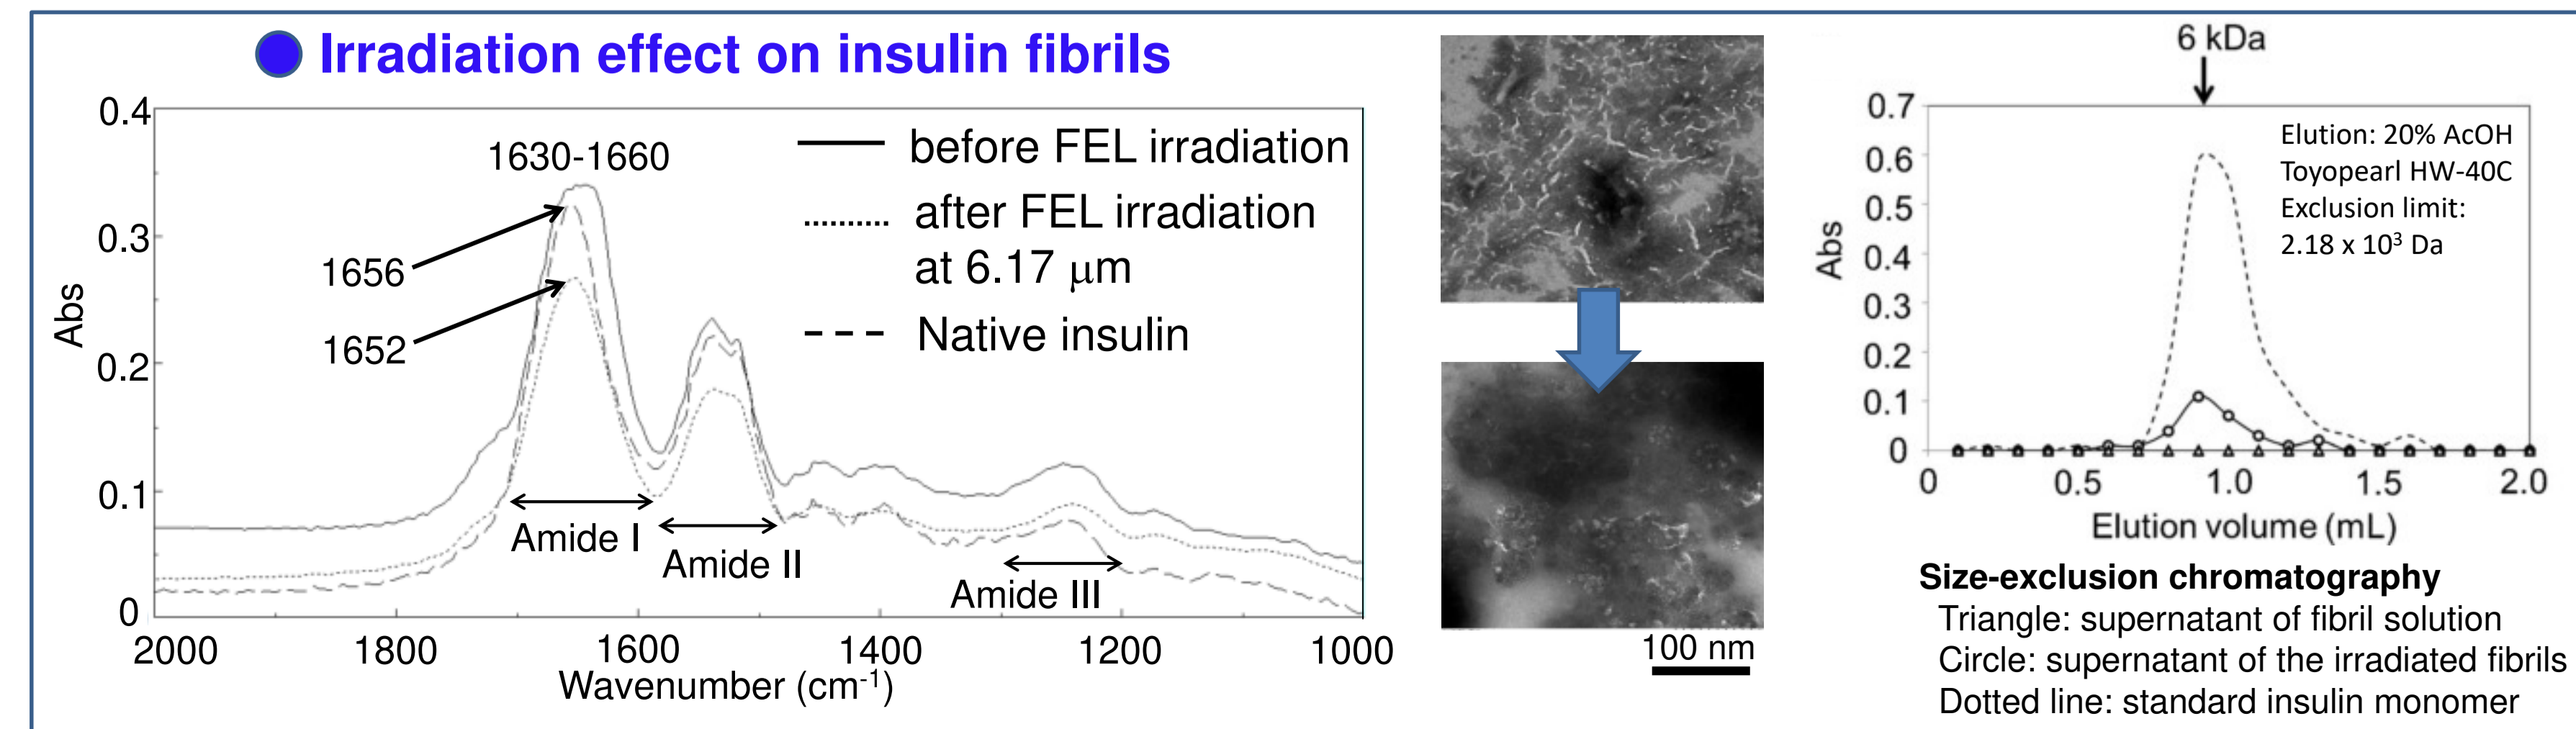 Irradiation effect on insulin fibrils
0.4
0.3
0.2
0.1
0
Abs
1630-1660
1656
1652
before FEL irradiation
after FEL irradiation
at 6.17 μm
Native insulin
Amide I
Amide II
Amide III
2000
1800
1600
1400
1200
1000
Wavenumber (cm⁻¹)
100 nm
6 kDa
0.7
0.6
0.5
0.4
0.3
0.2
0.1
0
Abs
Elution: 20% AcOH
Toyopearl HW-40C
Exclusion limit:
2.18 x 10³ Da
0
0.5
1.0
1.5
2.0
Elution volume (mL)
Size-exclusion chromatography
Triangle: supernatant of fibril solution
Circle: supernatant of the irradiated fibrils
Dotted line: standard insulin monomer